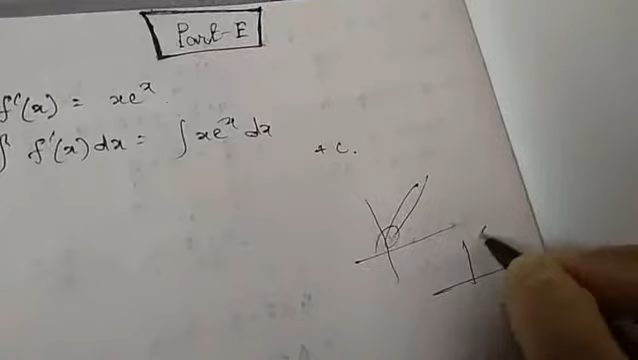 Part-E
f'(x) = xe^x
∫ f'(x) dx = ∫ xe^x dx
+ c.